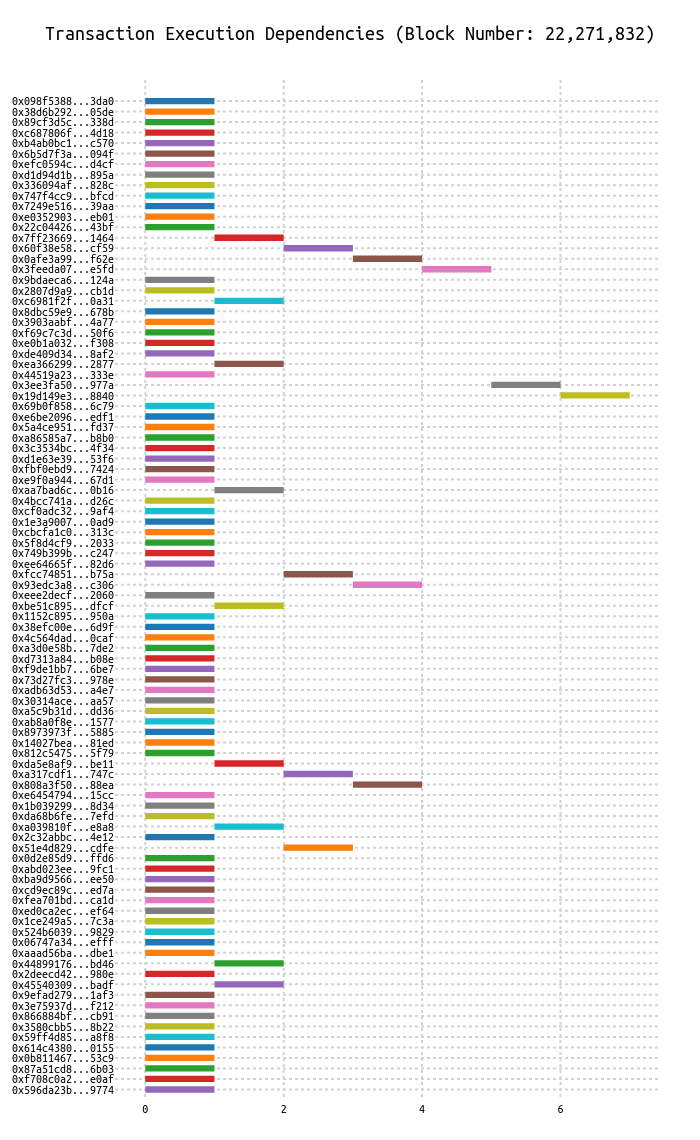 Transaction Execution Dependencies (Block Number: 22,271,832)
0x098f5388...3da0
0x38d6b292...05de
0x89cf3d5c...338d
0xc687806f...4d18
0xb4ab0bc1...c570
0x6b5d7f3a...094f
0xefc0594c...d4cf
0xd1d94d1b...895a
0x336094af...828c
0x747f4cc9...bfcd
0x7249e516...39aa
0xe0352903...eb01
0x22c04426...43bf
0x7ff23669...1464
0x60f38e58...cf59
0x0afe3a99...f62e
0x3feeda07...e5fd
0x9bdaeca6...124a
0x2807d9a9...cb1d
0xc6981f2f...0a31
0x8dbc59e9...678b
0x3903aabf...4a77
0xf69c7c3d...50f6
0xe0b1a032...f308
0xde409d34...8af2
0xea366299...2877
0x44519a23...333e
0x3ee3fa50...977a
0x19d149e3...8840
0x69b0f858...6c79
0xe6be2096...edf1
0x5a4ce951...fd37
0xa86585a7...b8b0
0x3c3534bc...4f34
0xd1e63e39...53f6
0xfbf0ebd9...7424
0xe9f0a944...67d1
0xaa7bad6c...0b16
0x4bcc741a...d26c
0xcf0adc32...9af4
0x1e3a9007...0ad9
0xcbcfa1c0...313c
0x5f8d4cf9...2033
0x749b399b...c247
0xee64665f...82d6
0xfcc74851...b75a
0x93edc3a8...c306
0xeee2decf...2060
0xbe51c895...dfcf
0x1152c895...950a
0x38efc00e...6d9f
0x4c564dad...0caf
0xa3d0e58b...7de2
0xd7313a84...b08e
0xf9de1bb7...6be7
0x73d27fc3...978e
0xadb63d53...a4e7
0x30314ace...aa57
0xa5c9b31d...dd36
0xab8a0f8e...1577
0x8973973f...5885
0x14027bea...81ed
0x812c5475...5f79
0xda5e8af9...be11
0xa317cdf1...747c
0x808a3f50...88ea
0xe6454794...15cc
0x1b039299...8d34
0xda68b6fe...7efd
0xa039810f...e8a8
0x2c32abbc...4e12
0x51e4d829...cdfe
0x0d2e85d9...ffd6
0xabd023ee...9fc1
0xba9d9566...ee50
0xcd9ec89c...ed7a
0xfea701bd...ca1d
0xed0ca2ec...ef64
0x1ce249a5...7c3a
0x524b6039...9829
0x06747a34...efff
0xaaad56ba...dbe1
0x44899176...bd46
0x2deecd42...980e
0x45540309...badf
0x9efad279...1af3
0x3e75937d...f212
0x866884bf...cb91
0x3580cbb5...8b22
0x59ff4d85...a8f8
0x614c4380...0155
0x0b811467...53c9
0x87a51cd8...6b03
0xf708c0a2...e0af
0x596da23b...9774
0 2 4 6